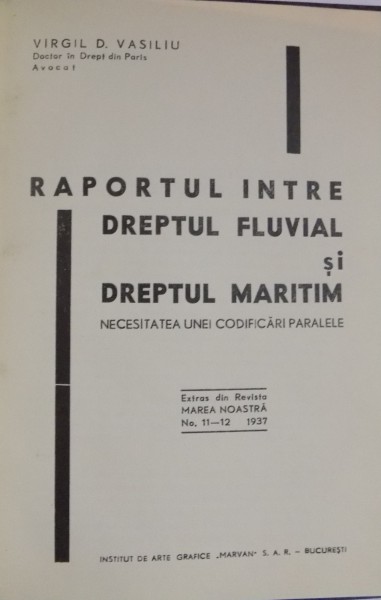 VIRGIL D. VASILIU
Doctor în Drept din Paris
Avocat
RAPORTUL INTRE
DREPTUL FLUVIAL
și
DREPTUL MARITIM
NECESITATEA UNEI CODIFICĂRI PARALELE
Extras din Revista
MAREA NOASTRĂ
No. 11—12 1937
INSTITUT DE ARTE GRAFICE „MARVAN" S. A. R. – BUCUREȘTI